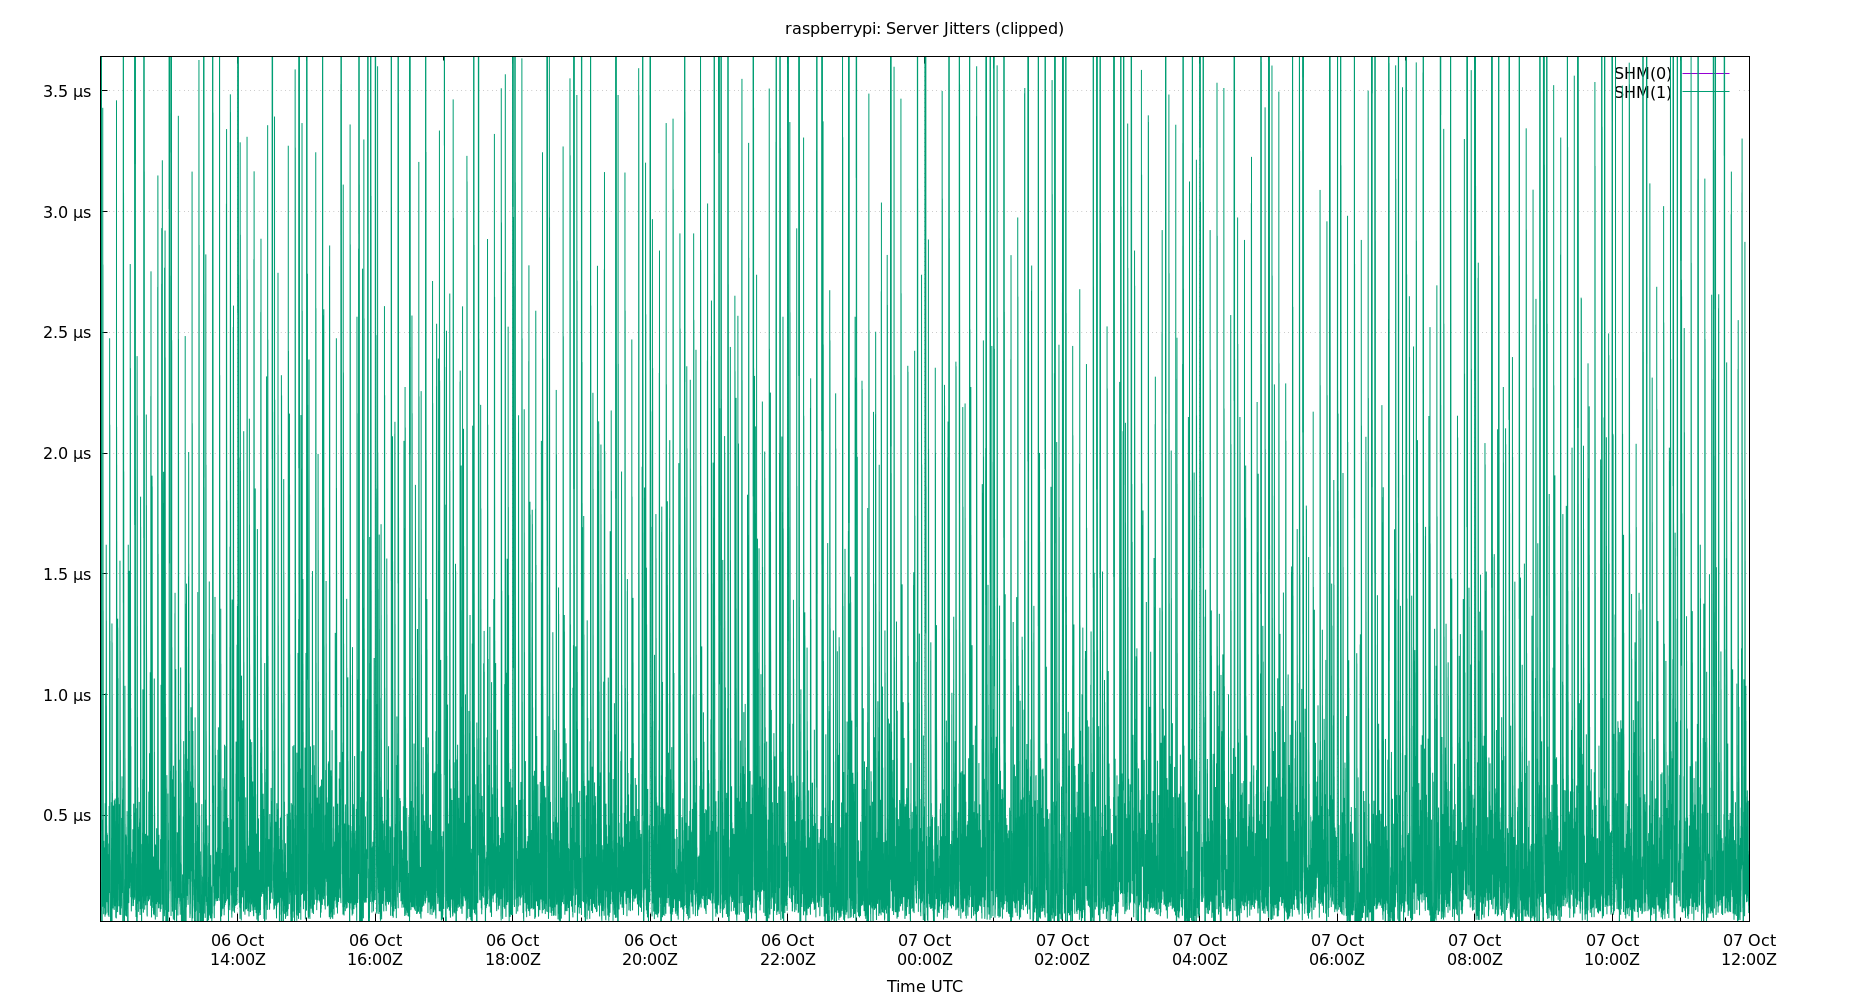 raspberrypi: Server Jitters (clipped)
SHM(0)
SHM(1)
3.5 µs
3.0 µs
2.5 µs
2.0 µs
1.5 µs
1.0 µs
0.5 µs
06 Oct 06 Oct 06 Oct 06 Oct 06 Oct 07 Oct 07 Oct 07 Oct 07 Oct 07 Oct 07 Oct 07 Oct
14:00Z 16:00Z 18:00Z 20:00Z 22:00Z 00:00Z 02:00Z 04:00Z 06:00Z 08:00Z 10:00Z 12:00Z
Time UTC